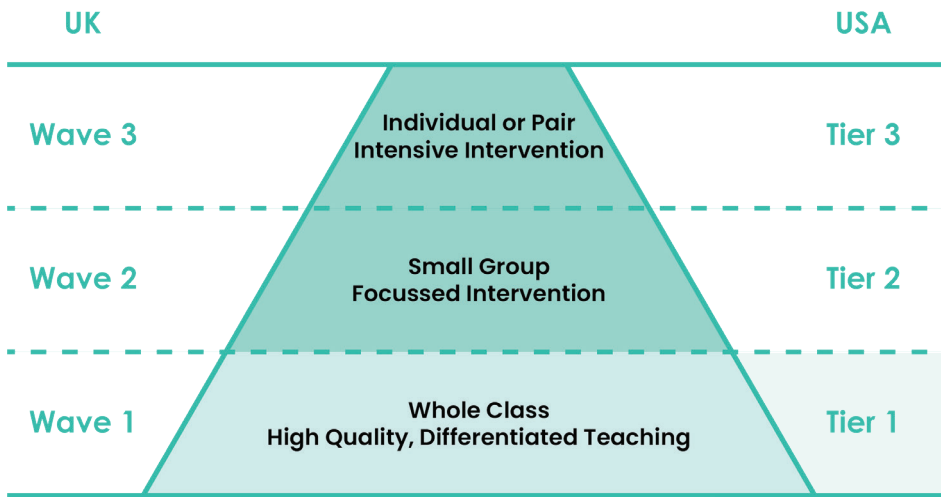 UK
USA
Wave 3
Individual or Pair
Intensive Intervention
Tier 3
Wave 2
Small Group
Focussed Intervention
Tier 2
Wave 1
Whole Class
High Quality, Differentiated Teaching
Tier 1